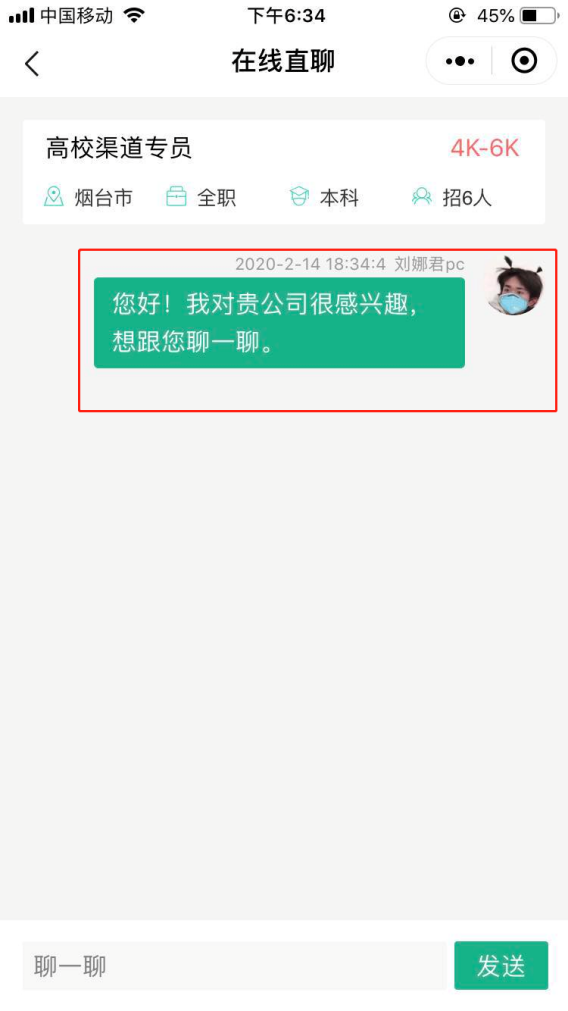 中国移动 下午6:34 45%
在线直聊
高校渠道专员 4K-6K
烟台市 全职 本科 招6人
2020-2-14 18:34:4 刘娜君pc
您好！我对贵公司很感兴趣，
想跟您聊一聊。
聊一聊 发送